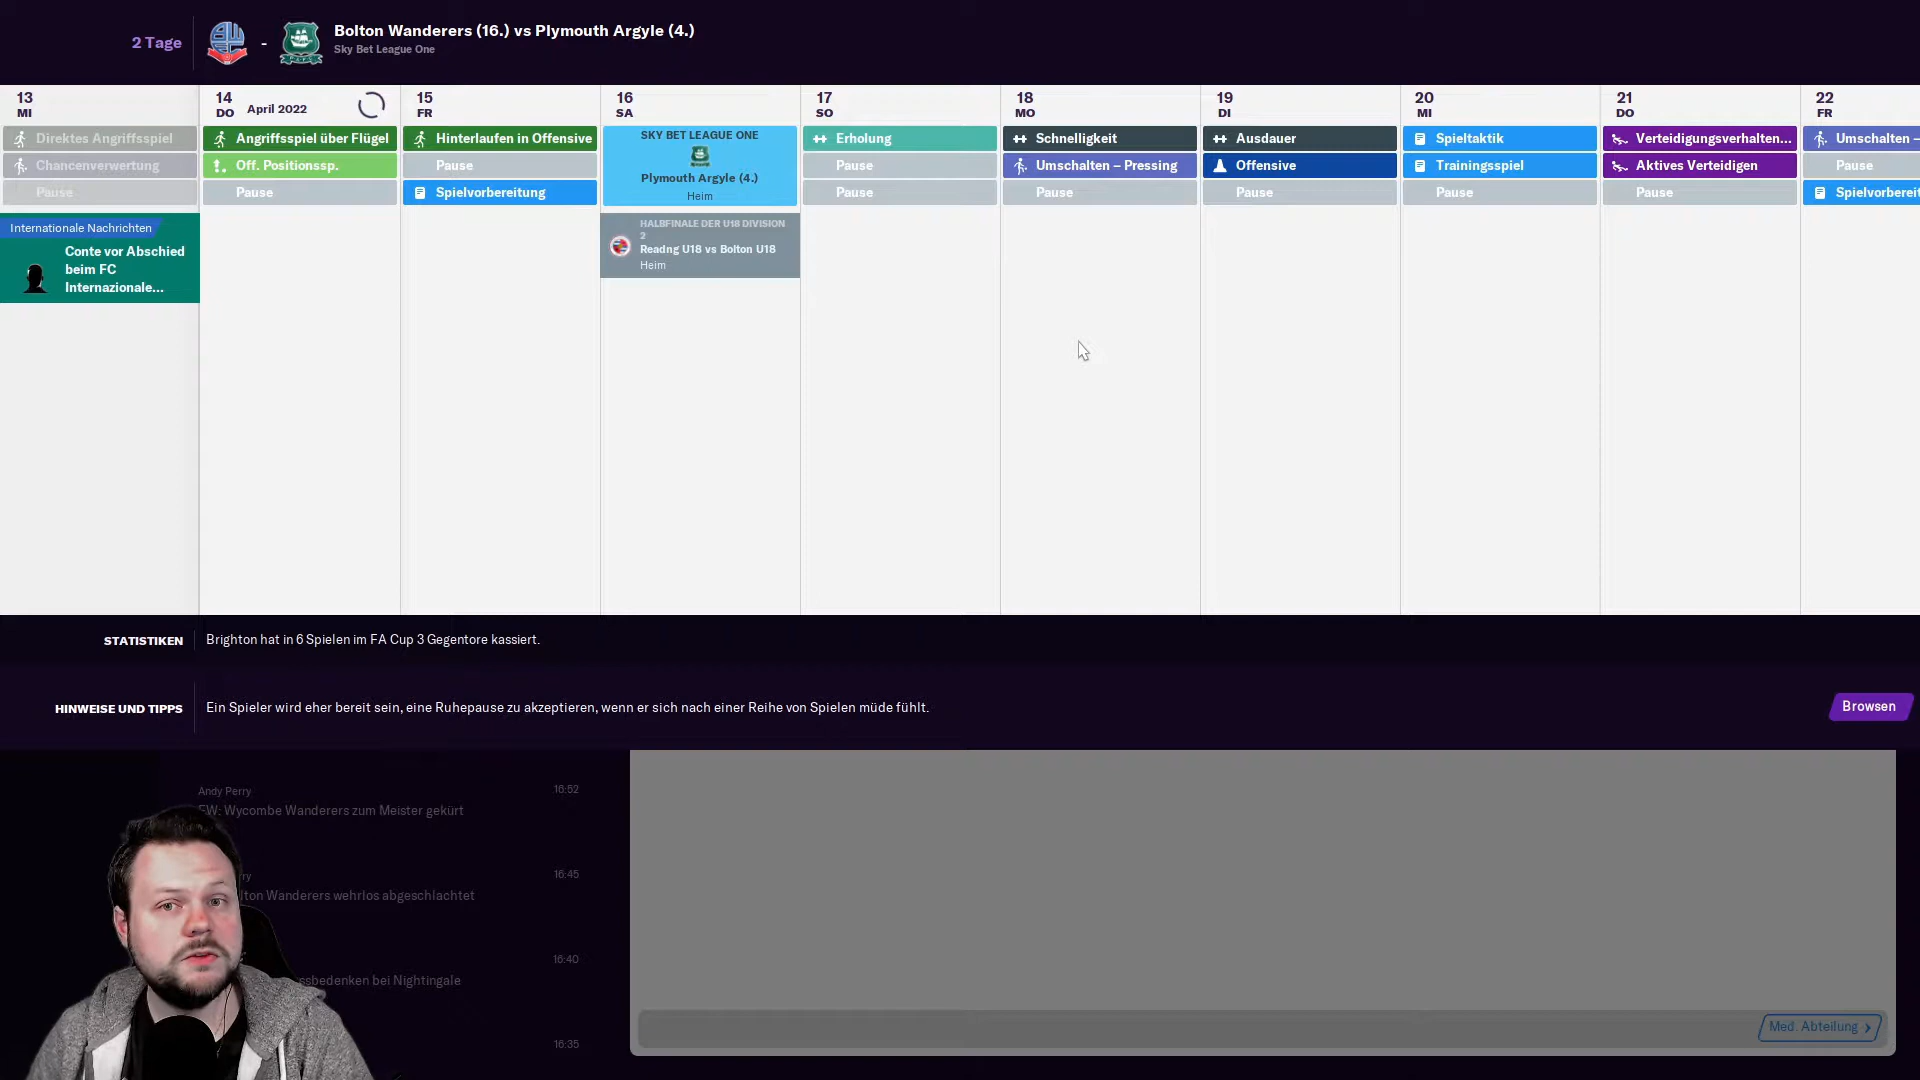 2 Tage
-
Bolton Wanderers (16.) vs Plymouth Argyle (4.)
Sky Bet League One
13
MI
Direktes Angriffsspiel
Chancenverwertung
Pause
Internationale Nachrichten
Conte vor Abschied
beim FC
Internazionale...
14
DO
April 2022
Angriffsspiel über Flügel
Off. Positionssp.
Pause
15
FR
Hinterlaufen in Offensive
Pause
Spielvorbereitung
16
SA
SKY BET LEAGUE ONE
Plymouth Argyle (4.)
Heim
HALBFINALE DER U18 DIVISION
2
Readng U18 vs Bolton U18
Heim
17
SO
Erholung
Pause
Pause
18
MO
Schnelligkeit
Umschalten – Pressing
Pause
19
DI
Ausdauer
Offensive
Pause
20
MI
Spieltaktik
Trainingsspiel
Pause
21
DO
Verteidigungsverhalten...
Aktives Verteidigen
Pause
22
FR
Umschalten –
Pause
Spielvorbereit
STATISTIKEN
Brighton hat in 6 Spielen im FA Cup 3 Gegentore kassiert.
HINWEISE UND TIPPS
Ein Spieler wird eher bereit sein, eine Ruhepause zu akzeptieren, wenn er sich nach einer Reihe von Spielen müde fühlt.
Browsen
Andy Perry
16:52
FW: Wycombe Wanderers zum Meister gekürt
rry
16:45
lton Wanderers wehrlos abgeschlachtet
16:40
ssbedenken bei Nightingale
16:35
Med. Abteilung